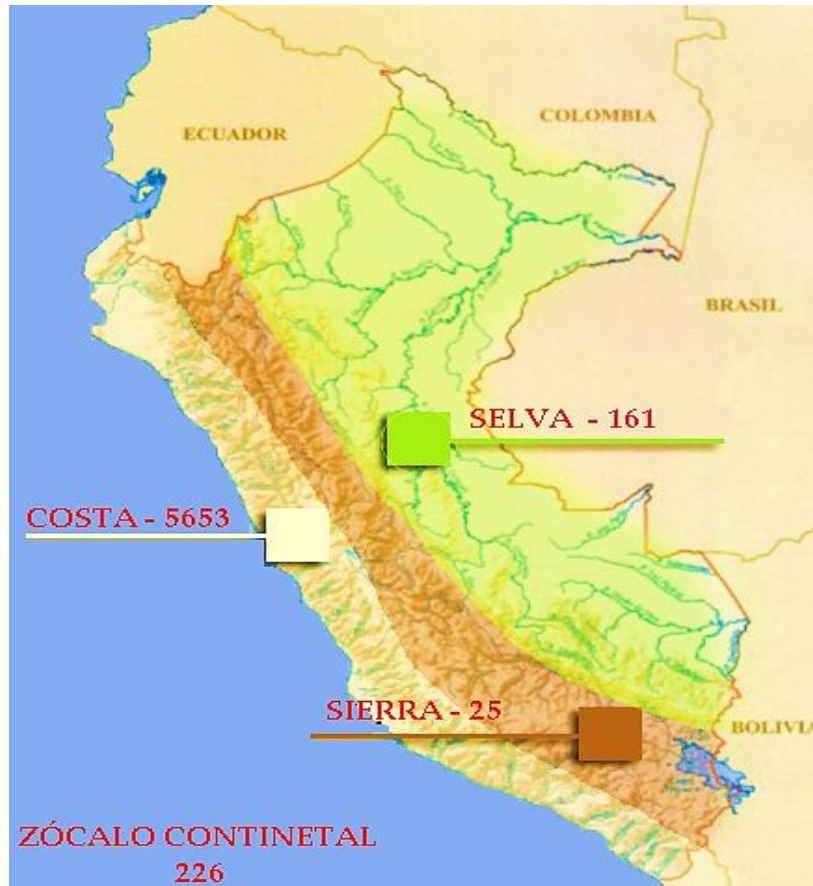 COLOMBIA
ECUADOR
BRASIL
SELVA - 161
COSTA - 5653
SIERRA - 25
BOLIVIA
ZÓCALO CONTINETAL
226